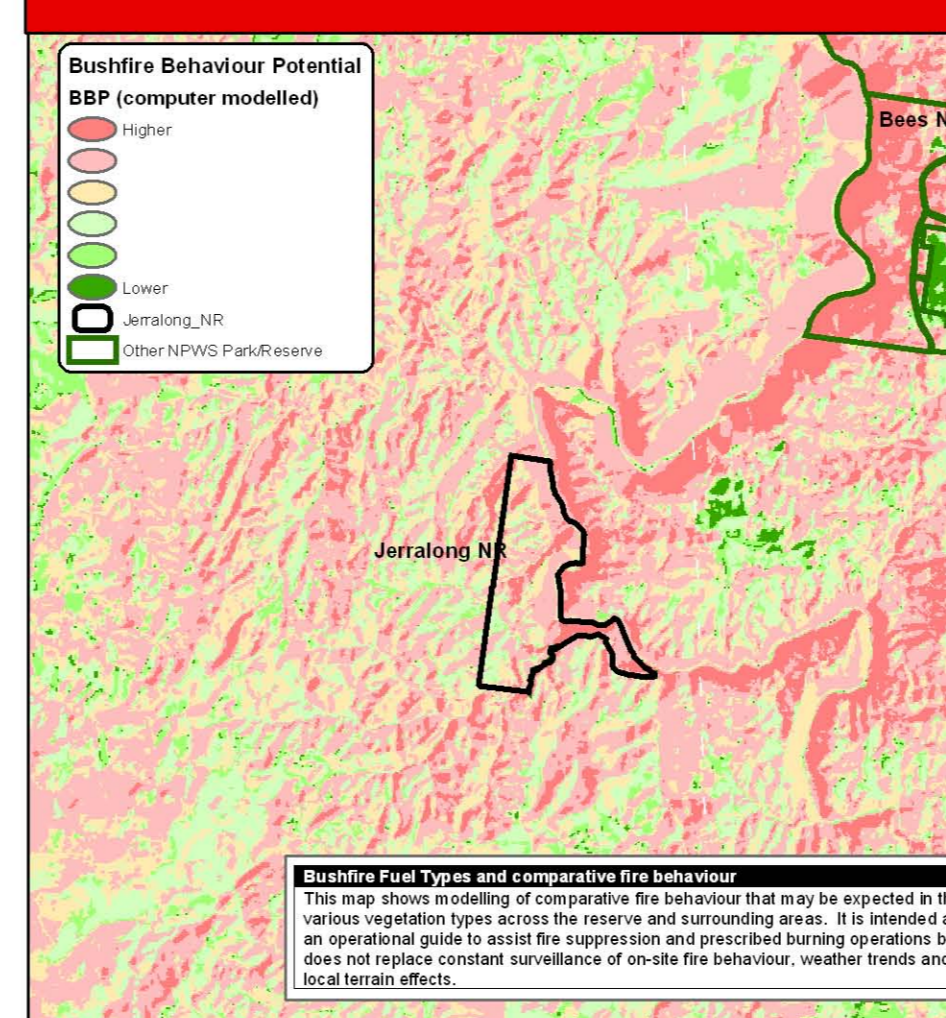 Bushfire Behaviour Potential
BBP (computer modelled)
Higher
Lower
Jerralong_NR
Other NPWS Park/Reserve
Bees N
Jerralong NR
Bushfire Fuel Types and comparative fire behaviour
This map shows modelling of comparative fire behaviour that may be expected in th
various vegetation types across the reserve and surrounding areas. It is intended a
an operational guide to assist fire suppression and prescribed burning operations b
does not replace constant surveillance of on-site fire behaviour, weather trends and
local terrain effects.